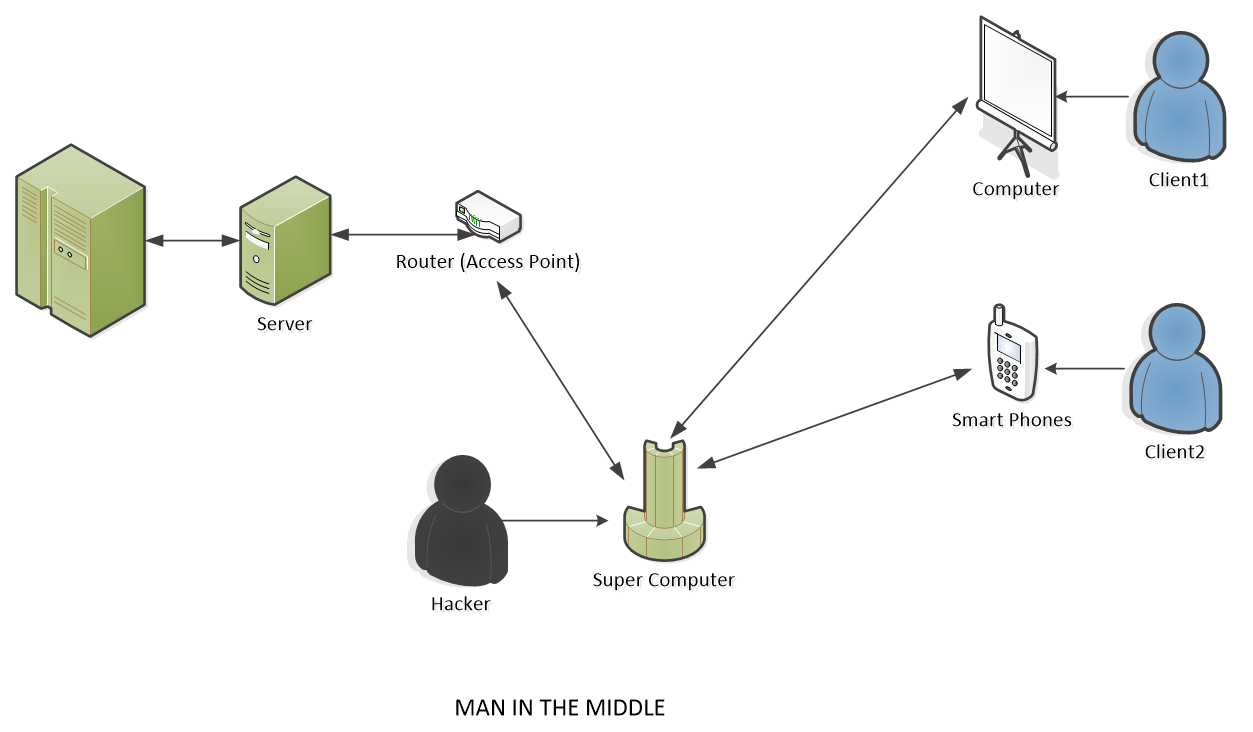 Computer
Client1
Router (Access Point)
Server
Smart Phones
Client2
Super Computer
Hacker
MAN IN THE MIDDLE